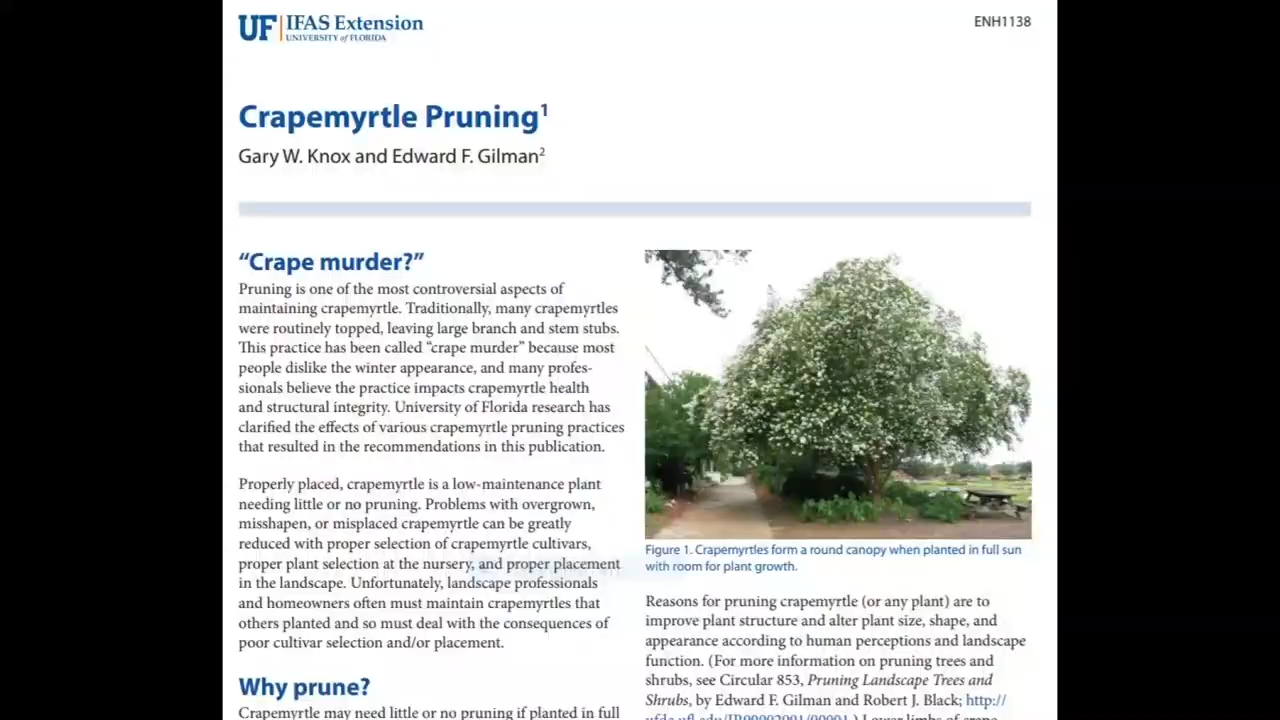 UF IFAS Extension
UNIVERSITY of FLORIDA
ENH1138
Crapemyrtle Pruning1
Gary W. Knox and Edward F. Gilman2
“Crape murder?”
Pruning is one of the most controversial aspects of
maintaining crapemyrtle. Traditionally, many crapemyrtles
were routinely topped, leaving large branch and stem stubs.
This practice has been called “crape murder” because most
people dislike the winter appearance, and many profes-
sionals believe the practice impacts crapemyrtle health
and structural integrity. University of Florida research has
clarified the effects of various crapemyrtle pruning practices
that resulted in the recommendations in this publication.
Properly placed, crapemyrtle is a low-maintenance plant
needing little or no pruning. Problems with overgrown,
misshapen, or misplaced crapemyrtle can be greatly
reduced with proper selection of crapemyrtle cultivars,
proper plant selection at the nursery, and proper placement
in the landscape. Unfortunately, landscape professionals
and homeowners often must maintain crapemyrtles that
others planted and so must deal with the consequences of
poor cultivar selection and/or placement.
Why prune?
Crapemyrtle may need little or no pruning if planted in full
Figure 1. Crapemyrtles form a round canopy when planted in full sun
with room for plant growth.
Reasons for pruning crapemyrtle (or any plant) are to
improve plant structure and alter plant size, shape, and
appearance according to human perceptions and landscape
function. (For more information on pruning trees and
shrubs, see Circular 853, Pruning Landscape Trees and
Shrubs, by Edward F. Gilman and Robert J. Black; http://